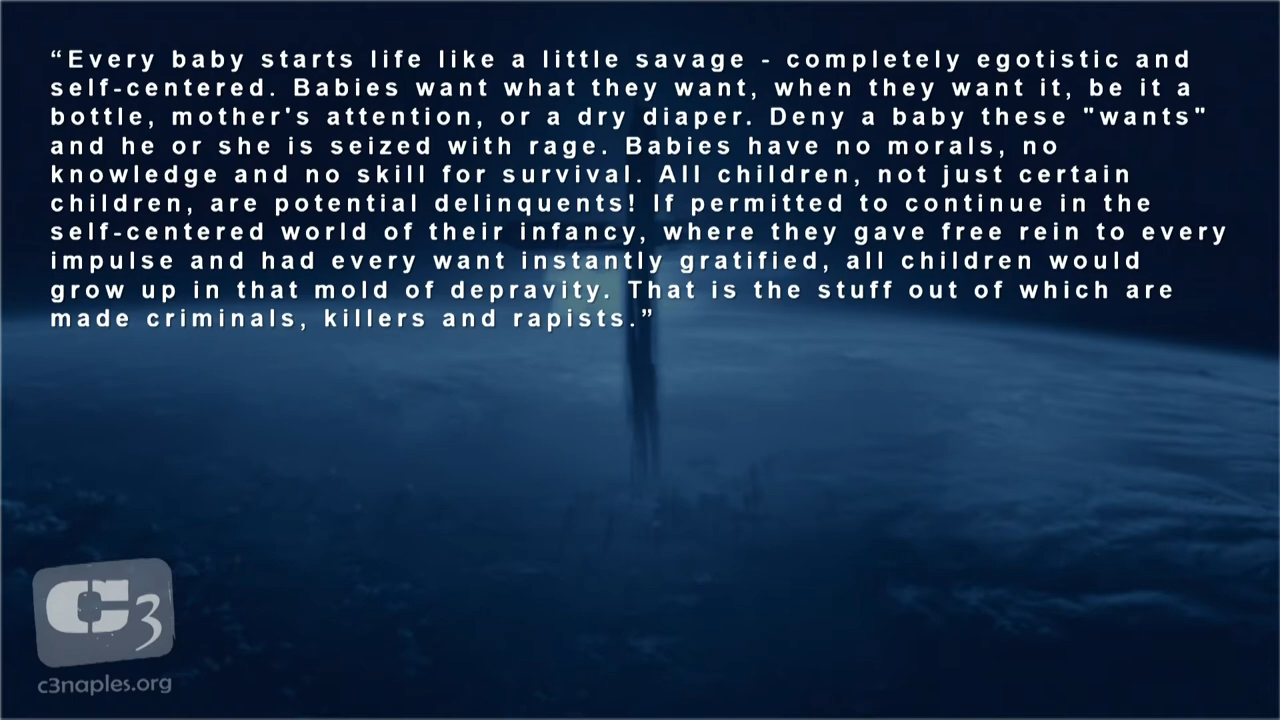 “Every baby starts life like a little savage - completely egotistic and
self-centered. Babies want what they want, when they want it, be it a
bottle, mother's attention, or a dry diaper. Deny a baby these "wants"
and he or she is seized with rage. Babies have no morals, no
knowledge and no skill for survival. All children, not just certain
children, are potential delinquents! If permitted to continue in the
self-centered world of their infancy, where they gave free rein to every
impulse and had every want instantly gratified, all children would
grow up in that mold of depravity. That is the stuff out of which are
made criminals, killers and rapists.”
C3
c3naples.org